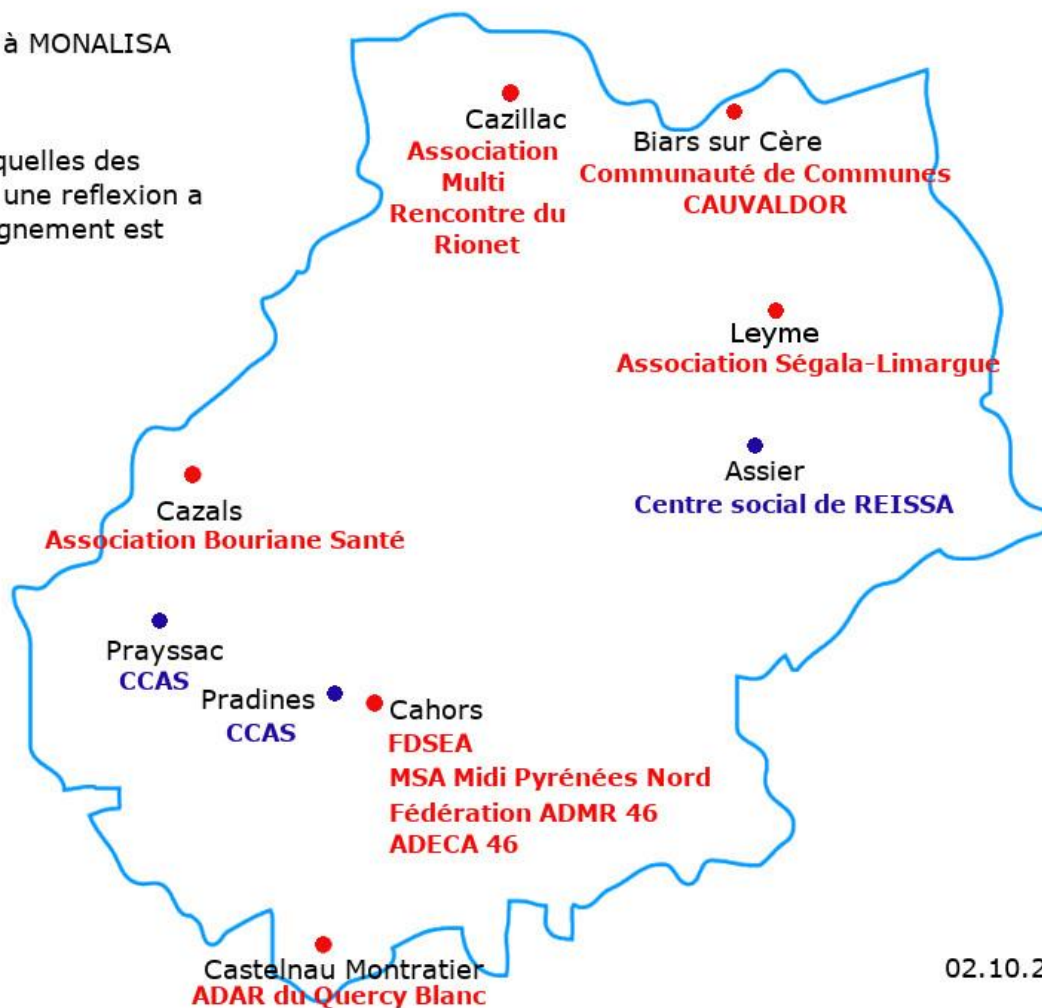 à MONALISA
quelles des
une reflexion a
gnement est
Cazillac
Association
Multi
Rencontre du
Rionet
Biars sur Cère
Communauté de Communes
CAUVALDOR
Leyme
Association Ségala-Limargue
Assier
Centre social de REISSA
Cazals
Association Bouriane Santé
Prayssac
CCAS
Pradines
CCAS
Cahors
FDSEA
MSA Midi Pyrénées Nord
Fédération ADMR 46
ADECA 46
Castelnau Montratier
ADAR du Quercy Blanc
02.10.2